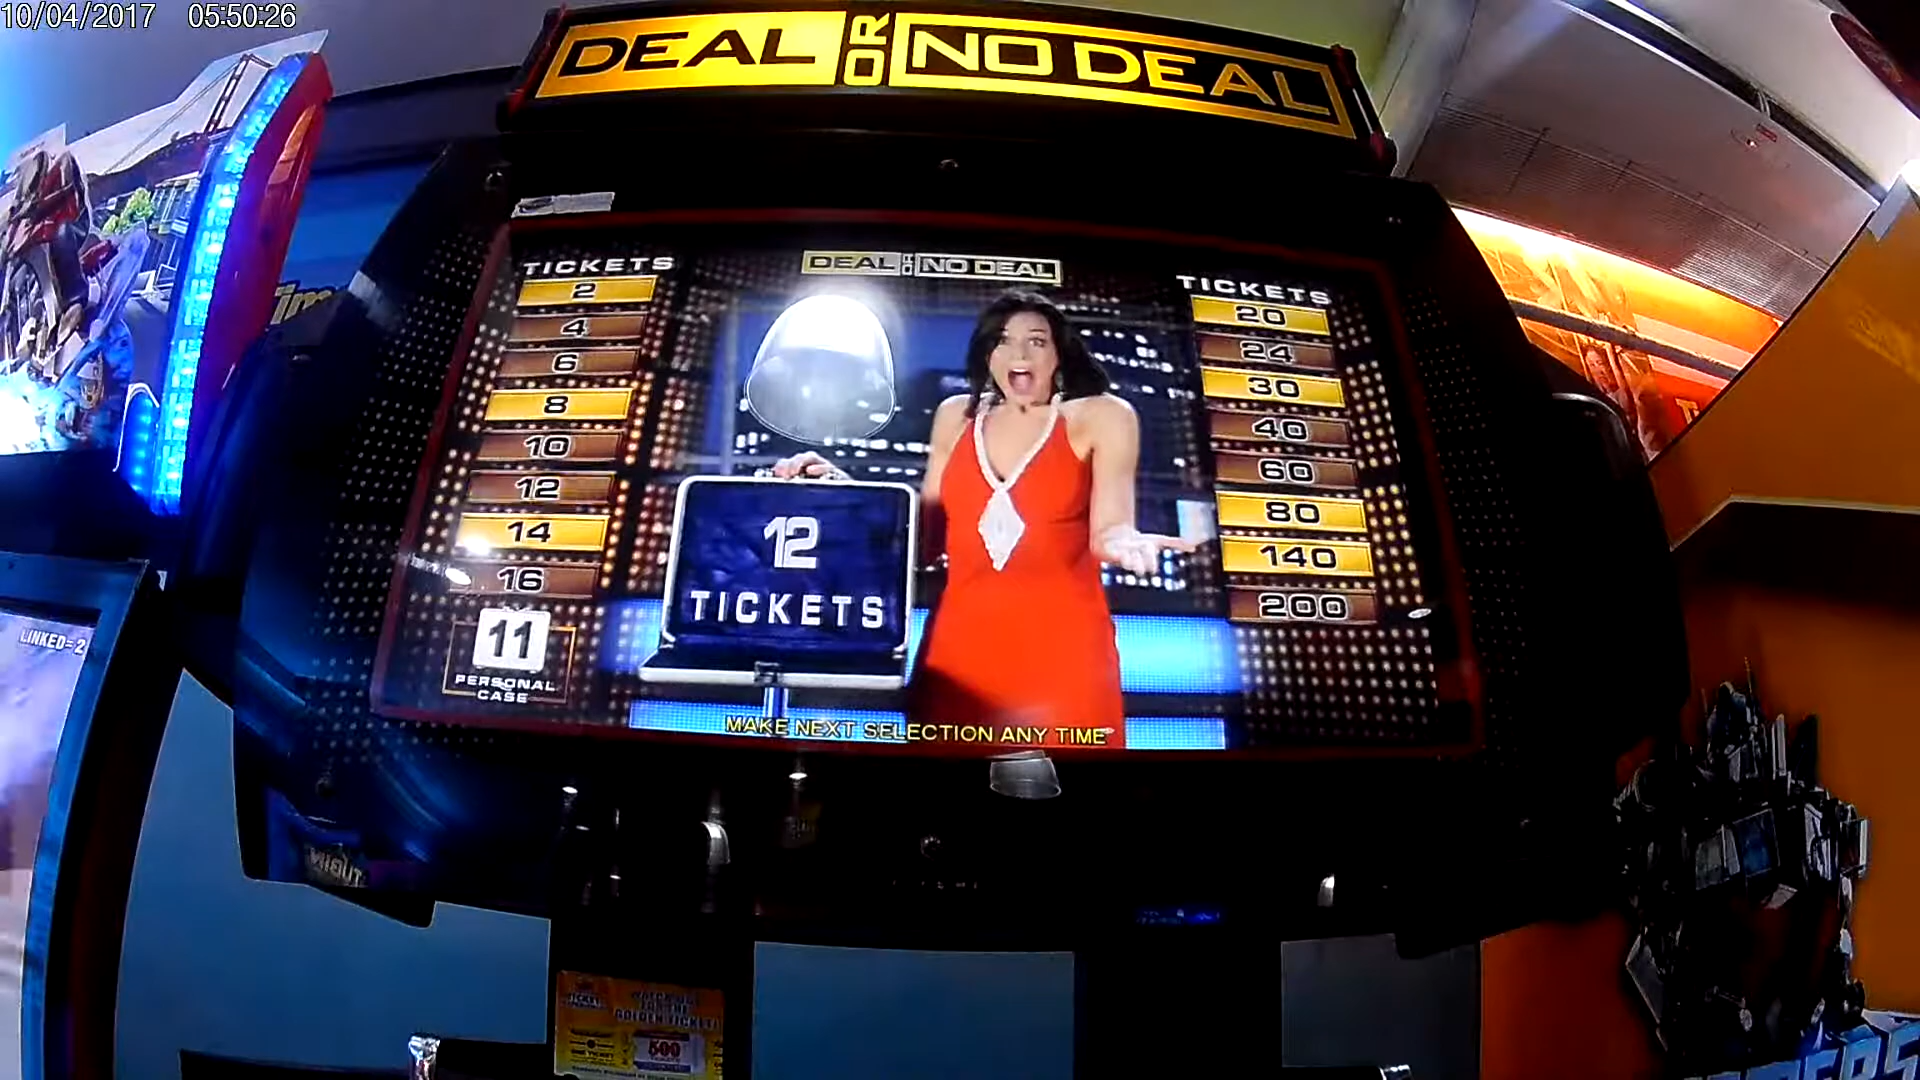 10/04/2017 05:50:26
DEAL OR NO DEAL
DEAL OR NO DEAL
TICKETS
2
4
6
8
10
12
14
16
11
PERSONAL
CASE
12
TICKETS
TICKETS
20
24
30
40
60
80
140
200
MAKE NEXT SELECTION ANY TIME
LINKED=2
GOLDEN TICKET!
500